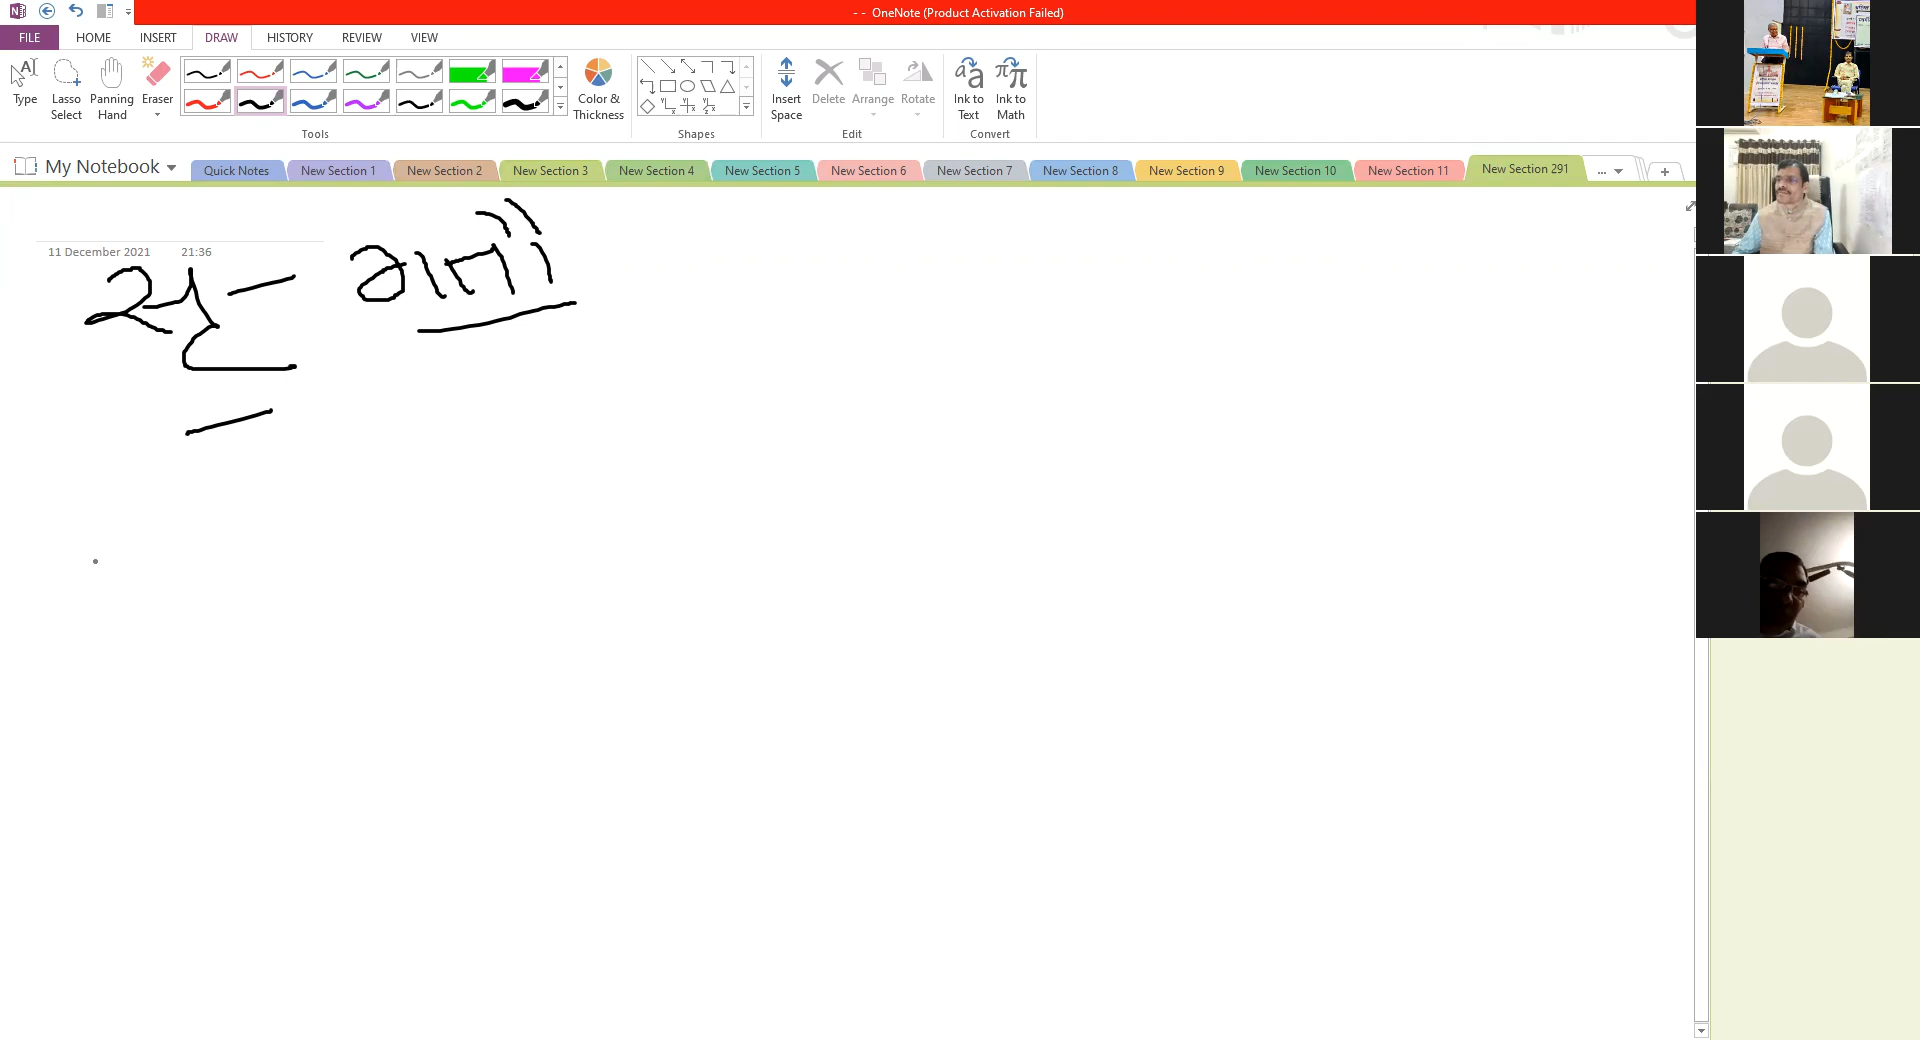 - - OneNote (Product Activation Failed)
FILE HOME INSERT DRAW HISTORY REVIEW VIEW
Type Lasso Select Panning Hand Eraser Color & Thickness Insert Space Delete Arrange Rotate Ink to Text Ink to Math
Tools Shapes Edit Convert
My Notebook Quick Notes New Section 1 New Section 2 New Section 3 New Section 4 New Section 5 New Section 6 New Section 7 New Section 8 New Section 9 New Section 10 New Section 11 New Section 291 ...
11 December 2021 21:36